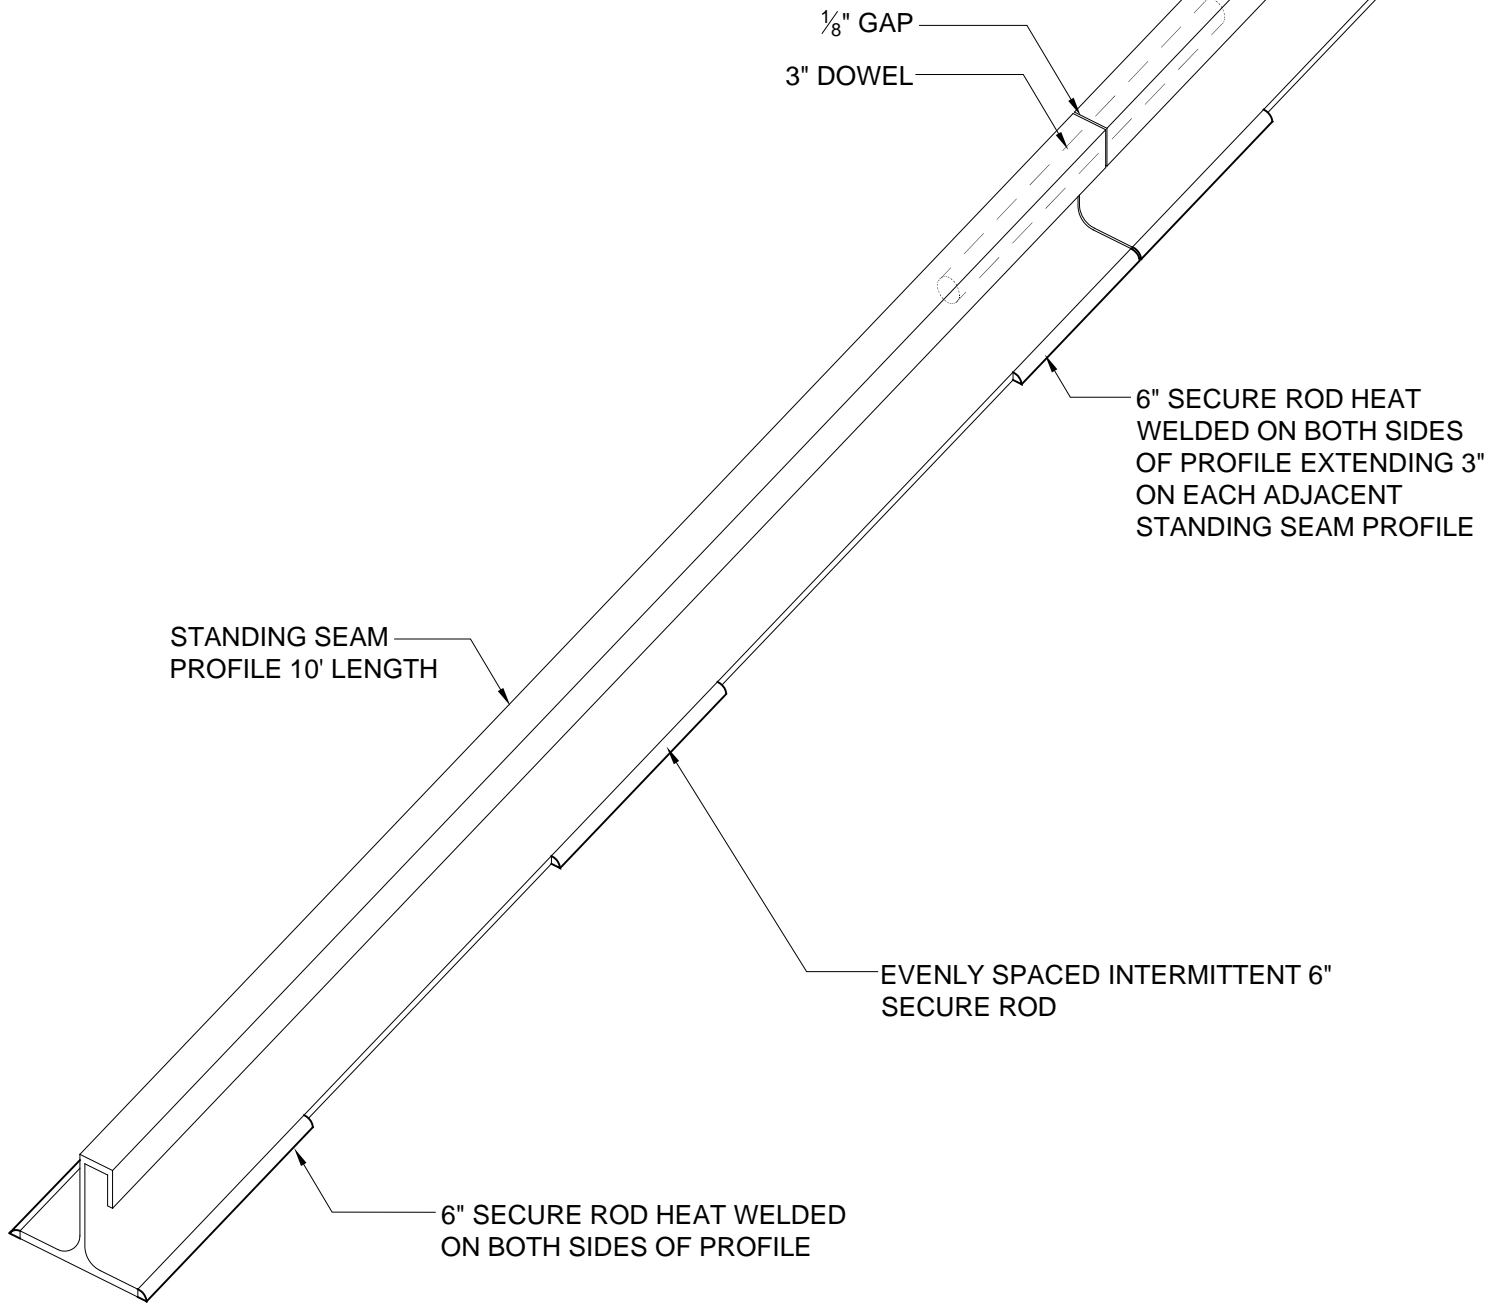 ⅛" GAP
3" DOWEL
6" SECURE ROD HEAT
WELDED ON BOTH SIDES
OF PROFILE EXTENDING 3"
ON EACH ADJACENT
STANDING SEAM PROFILE
STANDING SEAM
PROFILE 10' LENGTH
EVENLY SPACED INTERMITTENT 6"
SECURE ROD
6" SECURE ROD HEAT WELDED
ON BOTH SIDES OF PROFILE